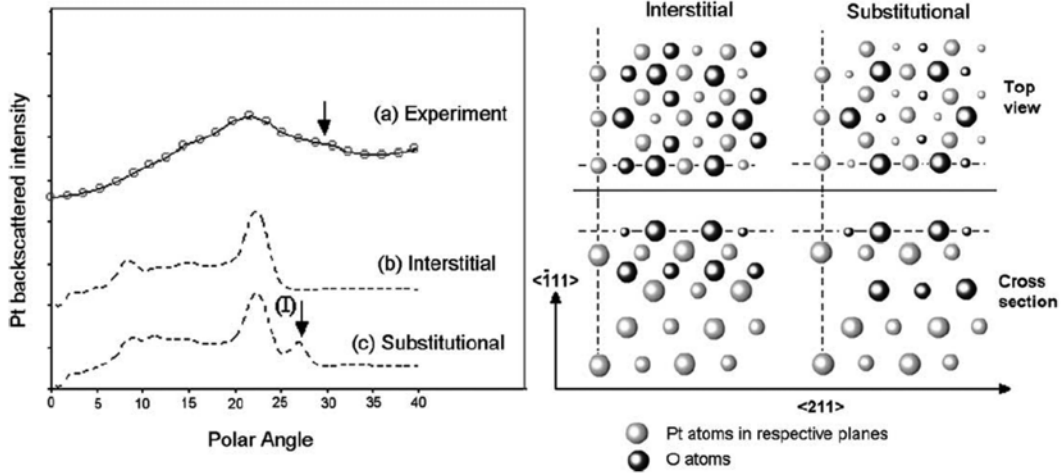 Pt backscattered intensity
(a) Experiment
(b) Interstitial
(I)
(c) Substitutional
0 5 10 15 20 22 25 30 35 40
Polar Angle
Interstitial Substitutional
Top
view
<1̄11>
Cross
section
<211>
Pt atoms in respective planes
O atoms